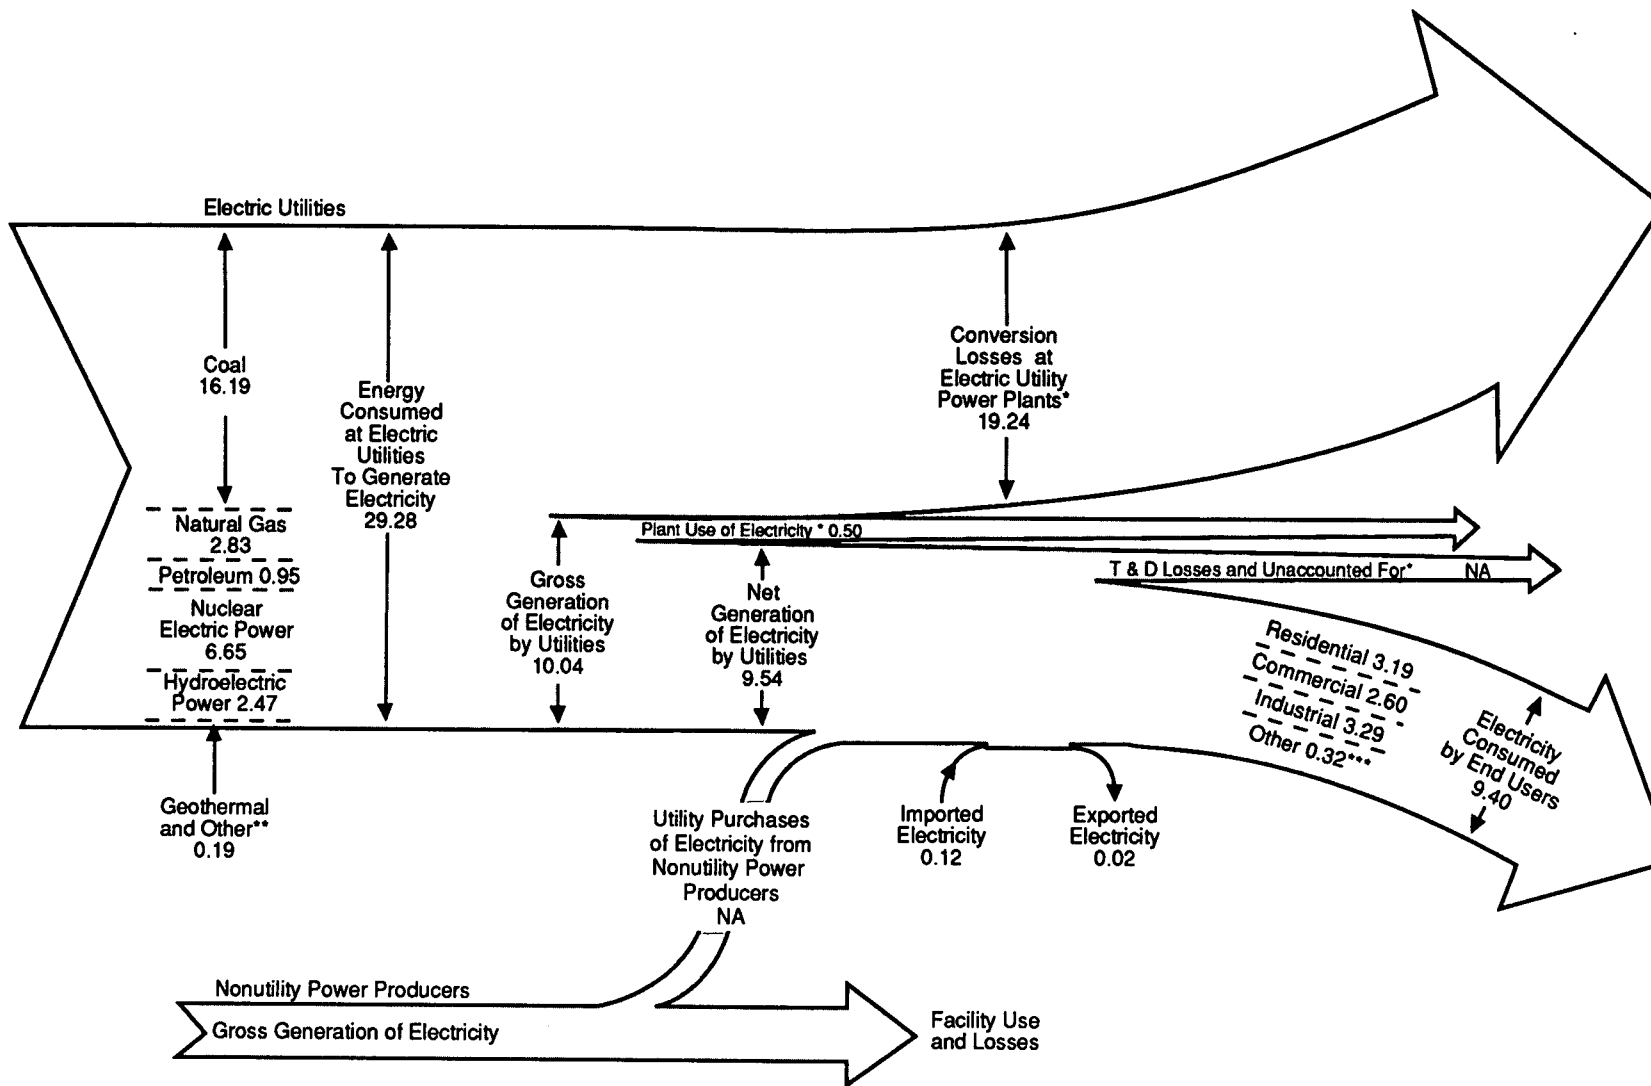 Electric Utilities
Coal
16.19
Natural Gas
2.83
Petroleum 0.95
Nuclear
Electric Power
6.65
Hydroelectric
Power 2.47
Geothermal
and Other**
0.19
Energy
Consumed
at Electric
Utilities
To Generate
Electricity
29.28
Gross
Generation
of Electricity
by Utilities
10.04
Net
Generation
of Electricity
by Utilities
9.54
Conversion
Losses at
Electric Utility
Power Plants*
19.24
Plant Use of Electricity * 0.50
T & D Losses and Unaccounted For* NA
Residential 3.19
Commercial 2.60
Industrial 3.29
Other 0.32***
Electricity
Consumed
by End Users
9.40
Utility Purchases
of Electricity from
Nonutility Power
Producers
NA
Imported
Electricity
0.12
Exported
Electricity
0.02
Nonutility Power Producers
Gross Generation of Electricity
Facility Use
and Losses